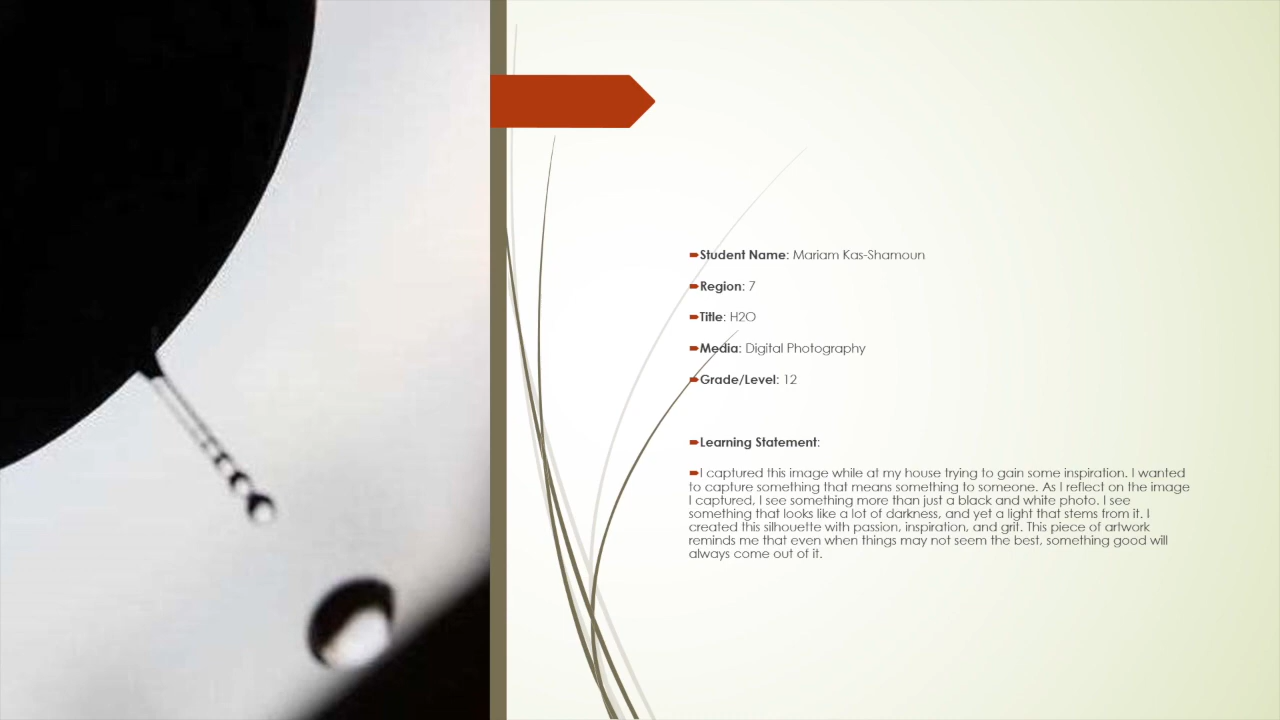 Student Name: Mariam Kas-Shamoun
Region: 7
Title: H2O
Media: Digital Photography
Grade/Level: 12
Learning Statement:
I captured this image while at my house trying to gain some inspiration. I wanted
to capture something that means something to someone. As I reflect on the image
I captured, I see something more than just a black and white photo. I see
something that looks like a lot of darkness, and yet a light that stems from it. I
created this silhouette with passion, inspiration, and grit. This piece of artwork
reminds me that even when things may not seem the best, something good will
always come out of it.